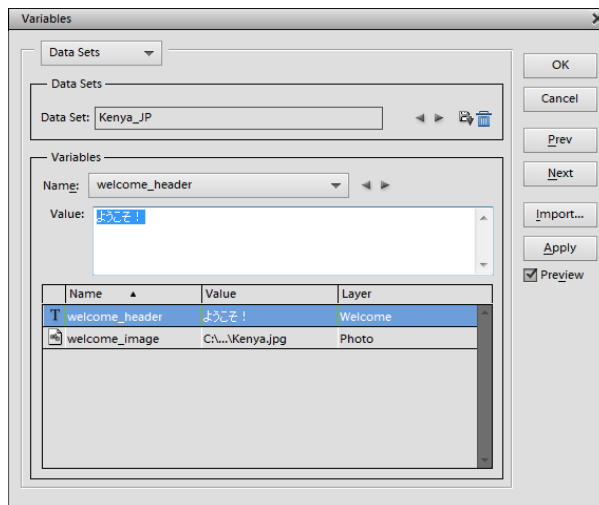 Variables
Data Sets
Data Sets
Data Set: Kenya_JP
Variables
Name: welcome_header
Value: ようこそ！
Name Value Layer
T welcome_header ようこそ！ Welcome
welcome_image C:\...\Kenya.jpg Photo
OK
Cancel
Prev
Next
Import...
Apply
Preview